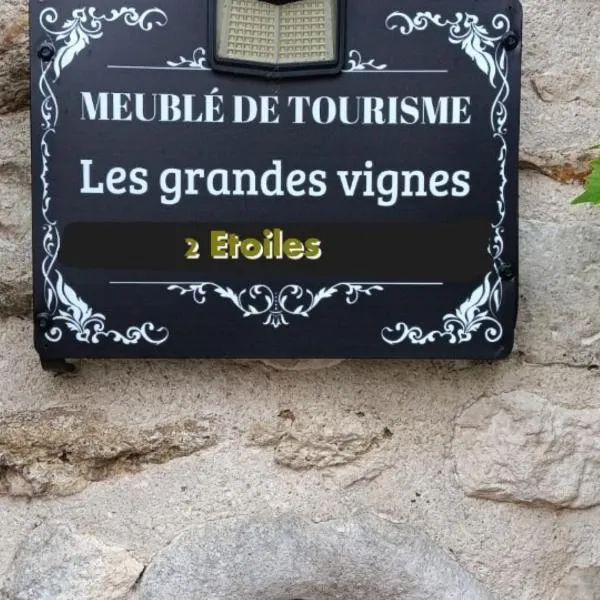 MEUBLÉ DE TOURISME
Les grandes vignes
2 Etoiles